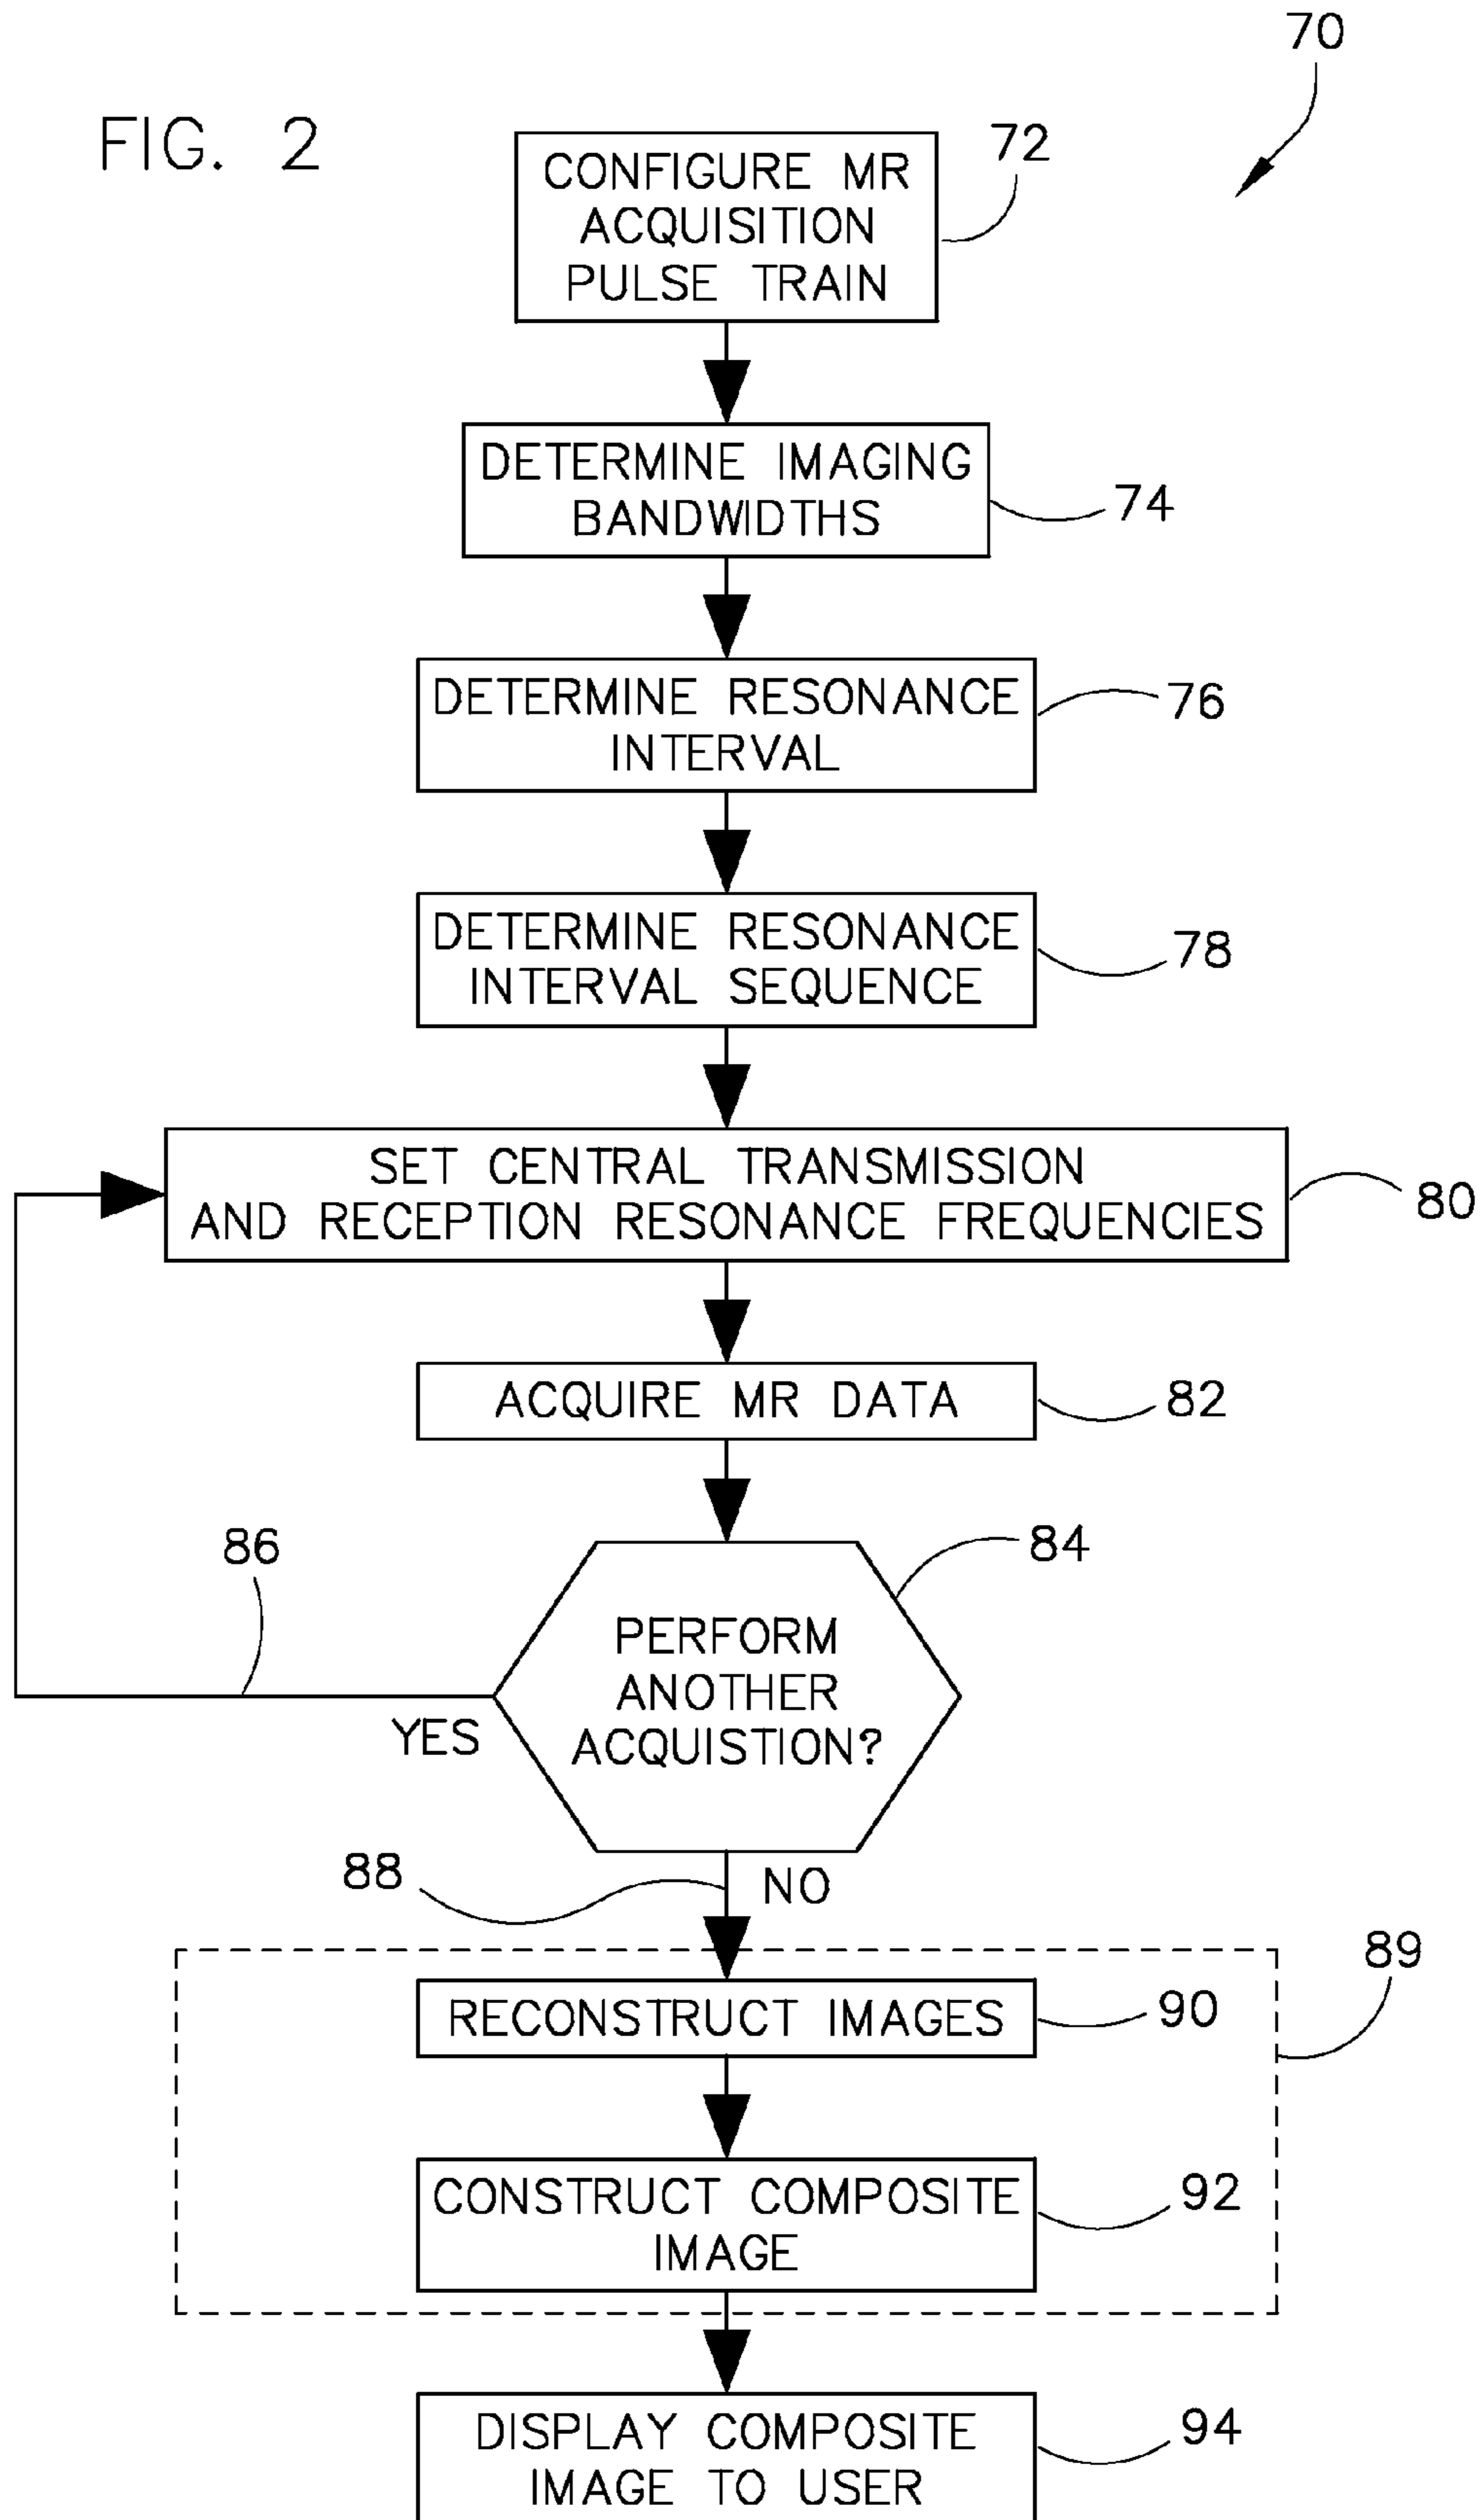 70
FIG. 2
72
CONFIGURE MR
ACQUISITION
PULSE TRAIN
DETERMINE IMAGING
BANDWIDTHS
74
DETERMINE RESONANCE
INTERVAL
76
DETERMINE RESONANCE
INTERVAL SEQUENCE
78
SET CENTRAL TRANSMISSION
AND RECEPTION RESONANCE FREQUENCIES
80
ACQUIRE MR DATA
82
86
84
PERFORM
ANOTHER
ACQUISTION?
YES
88
NO
89
RECONSTRUCT IMAGES
90
CONSTRUCT COMPOSITE
IMAGE
92
DISPLAY COMPOSITE
IMAGE TO USER
94